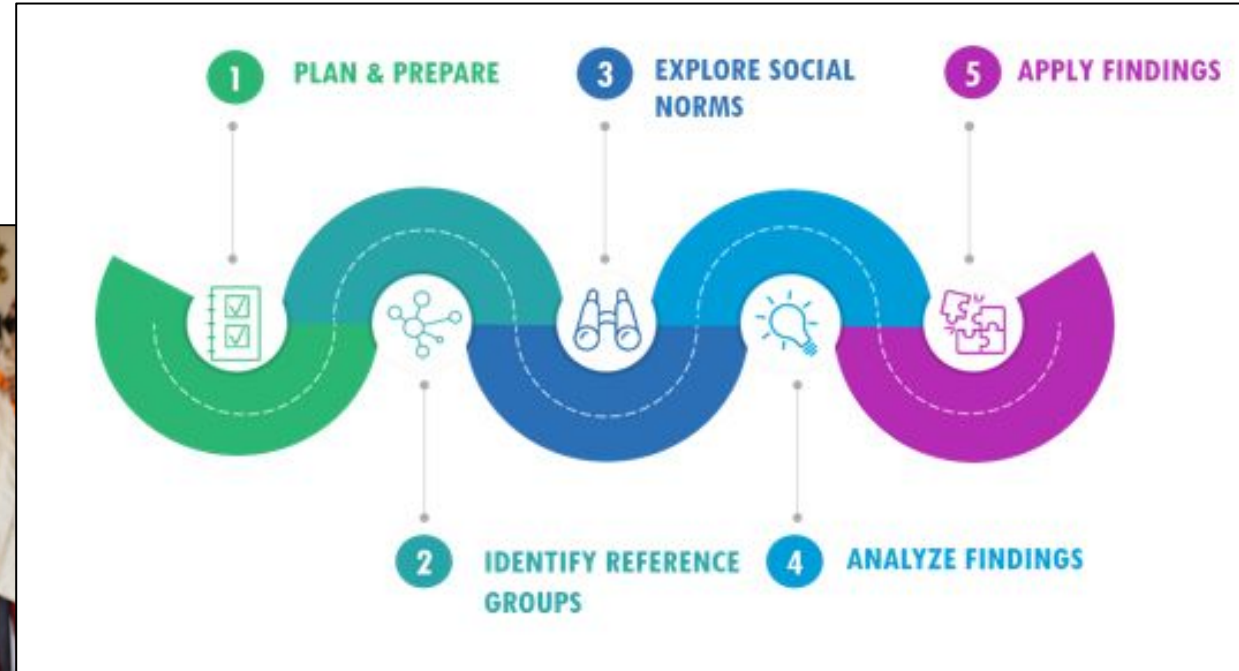 1 PLAN & PREPARE
2 IDENTIFY REFERENCE
GROUPS
3 EXPLORE SOCIAL
NORMS
4 ANALYZE FINDINGS
5 APPLY FINDINGS